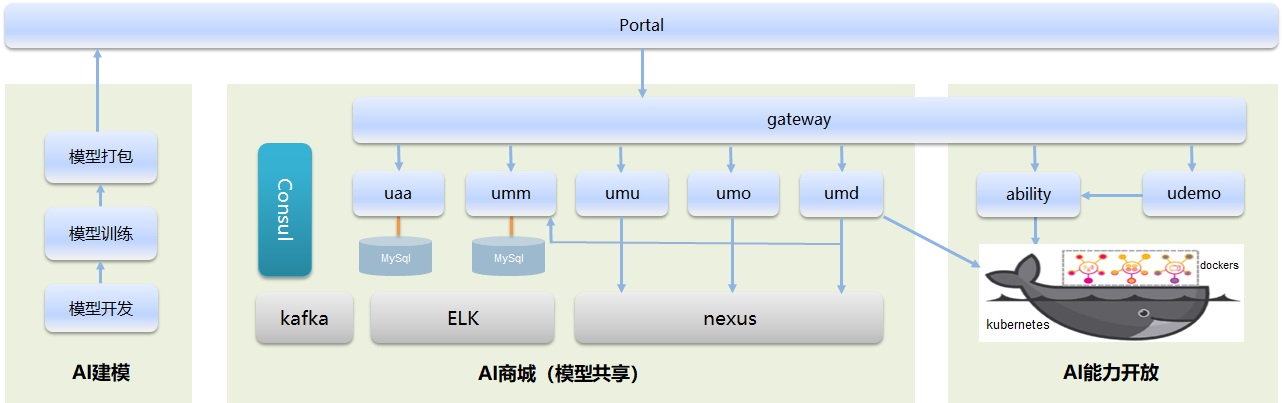 Portal
gateway
模型打包
模型训练
模型开发
AI建模
Consul
uaa
umm
umu
umo
umd
MySql
MySql
kafka
ELK
nexus
AI商城（模型共享）
ability
udemo
dockers
kubernetes
AI能力开放